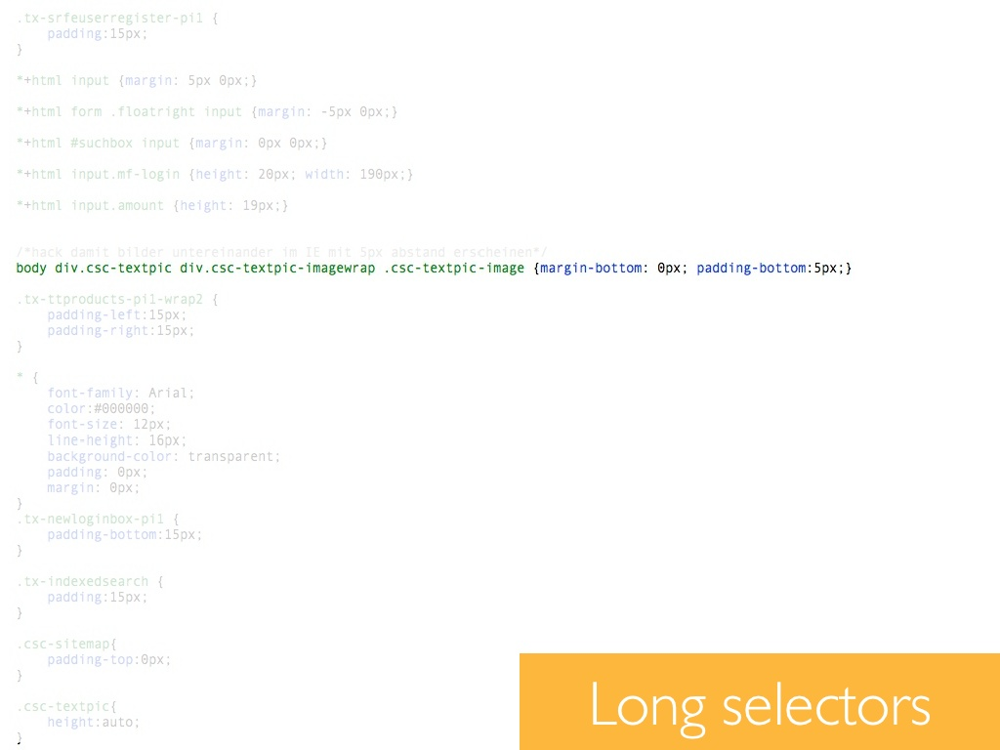 .tx-srfeuserregister-pi1 {
padding:15px;
}
*+html input {margin: 5px 0px;}
*+html form .floatright input {margin: -5px 0px;}
*+html #suchbox input {margin: 0px 0px;}
*+html input.mf-login {height: 20px; width: 190px;}
*+html input.amount {height: 19px;}
/*hack damit bilder untereinander im IE mit 5px abstand erscheinen*/
body div.csc-textpic div.csc-textpic-imagewrap .csc-textpic-image {margin-bottom: 0px; padding-bottom:5px;}
.tx-ttproducts-pi1-wrap2 {
padding-left:15px;
padding-right:15px;
}
* {
font-family: Arial;
color:#000000;
font-size: 12px;
line-height: 16px;
background-color: transparent;
padding: 0px;
margin: 0px;
}
.tx-newloginbox-pi1 {
padding-bottom:15px;
}
.tx-indexedsearch {
padding:15px;
}
.csc-sitemap{
padding-top:0px;
}
.csc-textpic{
height:auto;
}
Long selectors